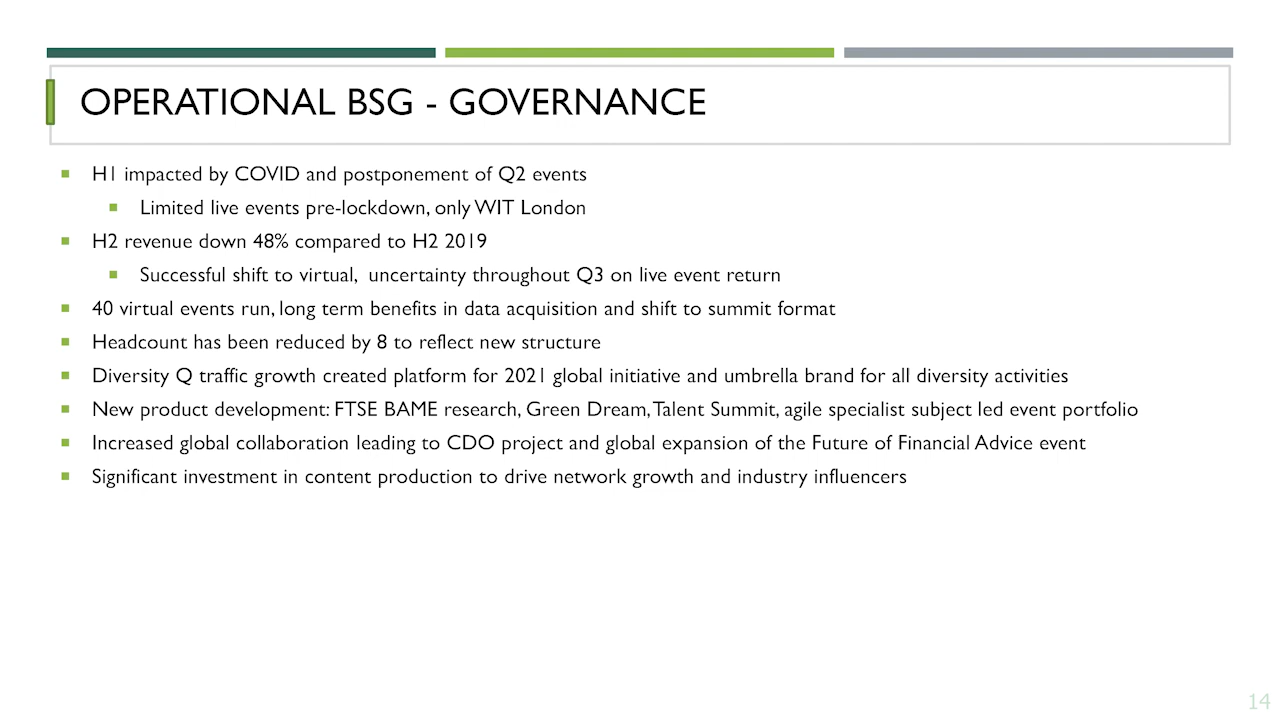 OPERATIONAL BSG - GOVERNANCE
H1 impacted by COVID and postponement of Q2 events
Limited live events pre-lockdown, only WIT London
H2 revenue down 48% compared to H2 2019
Successful shift to virtual,  uncertainty throughout Q3 on live event return
40 virtual events run, long term benefits in data acquisition and shift to summit format
Headcount has been reduced by 8 to reflect new structure
Diversity Q traffic growth created platform for 2021 global initiative and umbrella brand for all diversity activities
New product development: FTSE BAME research, Green Dream, Talent Summit, agile specialist subject led event portfolio
Increased global collaboration leading to CDO project and global expansion of the Future of Financial Advice event
Significant investment in content production to drive network growth and industry influencers
14